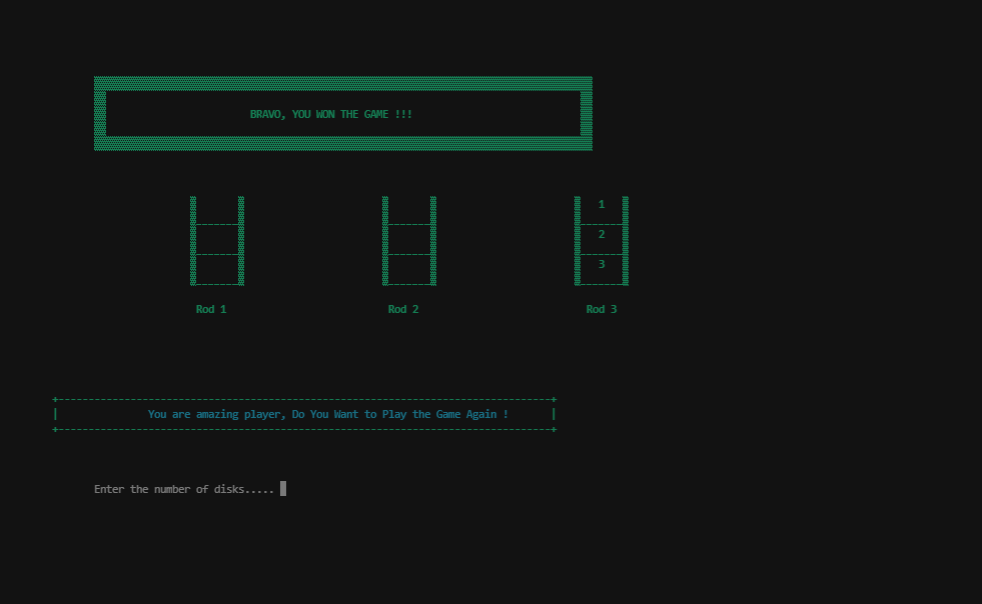 BRAVO, YOU WON THE GAME !!!
1
2
3
Rod 1 Rod 2 Rod 3
You are amazing player, Do You Want to Play the Game Again !
Enter the number of disks.....